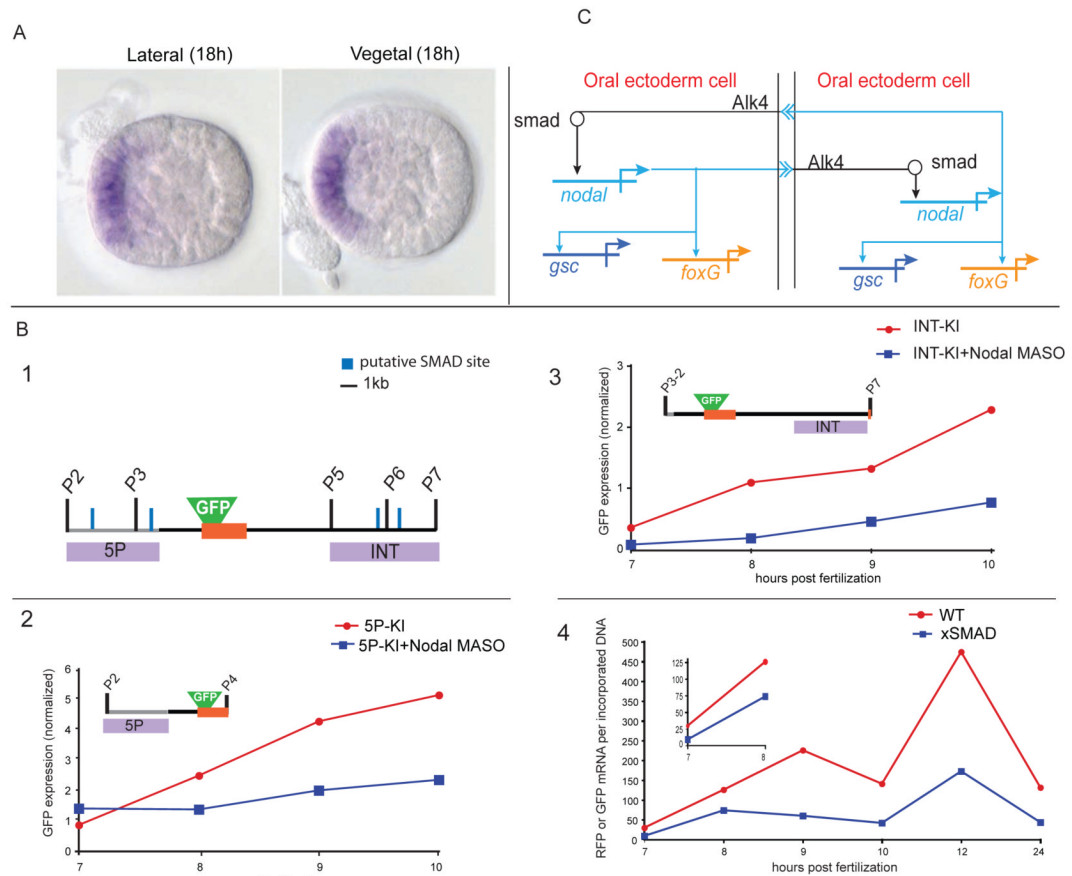 A
Lateral (18h)
Vegetal (18h)
C
Oral ectoderm cell
Oral ectoderm cell
Alk4
smad
Alk4
smad
nodal
nodal
gsc
foxG
gsc
foxG
B
1
putative SMAD site
1kb
P2
P3
GFP
P5
P6
P7
5P
INT
2
5P-KI
5P-KI+Nodal MASO
GFP expression (normalized)
6
5
4
3
2
1
0
P2
GFP
P4
5P
7
8
9
10
3
INT-KI
INT-KI+Nodal MASO
GFP expression (normalized)
3
2
1
0
P3-2
GFP
P7
INT
7
8
9
10
hours post fertilization
4
WT
xSMAD
RFP or GFP mRNA per incorporated DNA
500
450
400
350
300
250
200
150
100
50
0
125
100
75
50
25
0
7
8
7
8
9
10
12
24
hours post fertilization